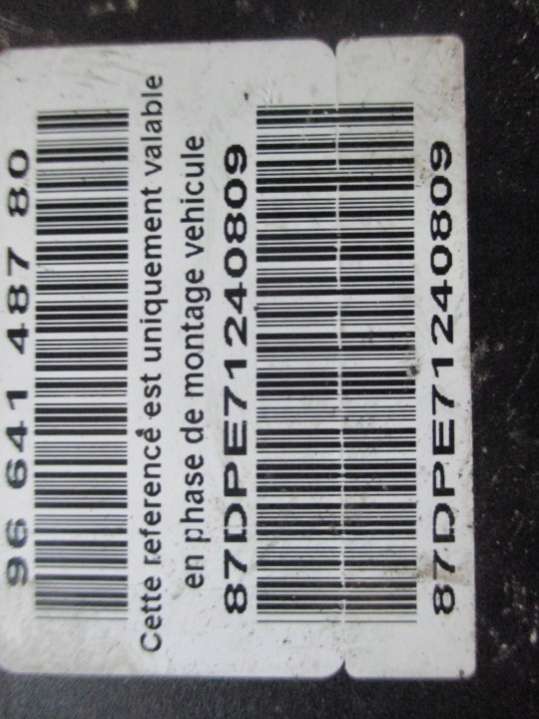 96 641 487 80
Cette reference est uniquement valable
en phase de montage vehicule
87DPE71240809
87DPE71240809